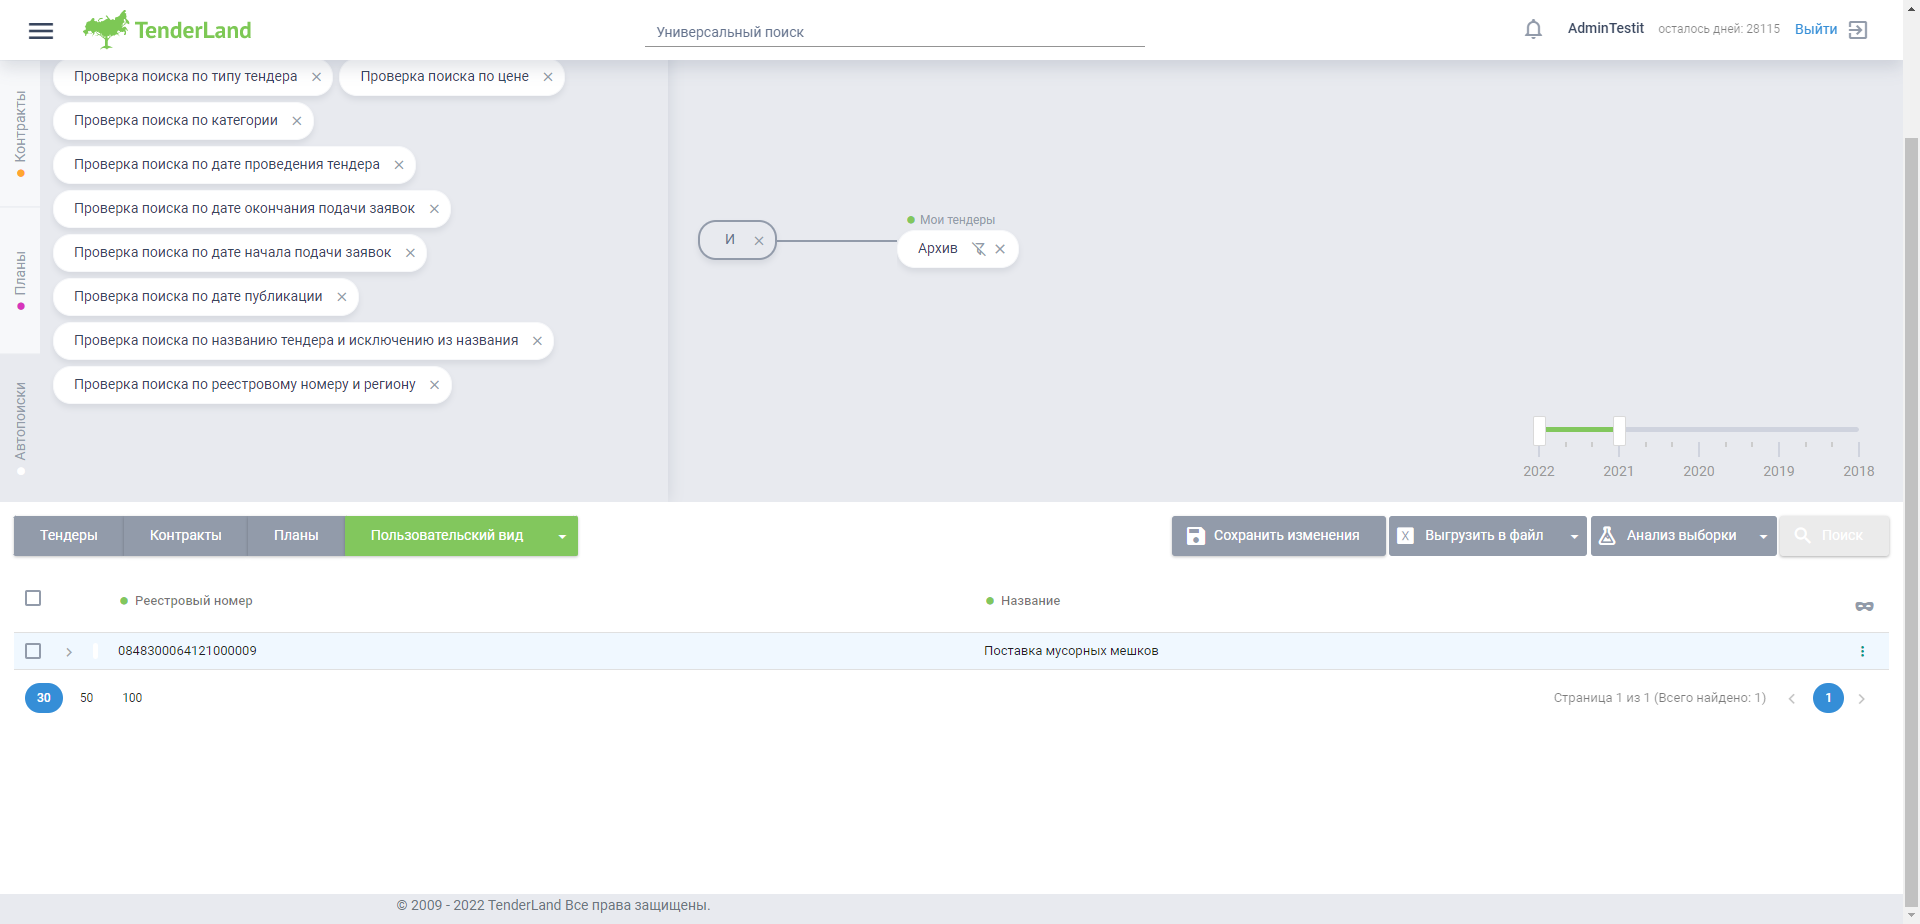 TenderLand
Универсальный поиск
AdminTestit
осталось дней: 28115
Выйти
Контракты
Планы
Автопоиски
Проверка поиска по типу тендера
Проверка поиска по цене
Проверка поиска по категории
Проверка поиска по дате проведения тендера
Проверка поиска по дате окончания подачи заявок
Проверка поиска по дате начала подачи заявок
Проверка поиска по дате публикации
Проверка поиска по названию тендера и исключению из названия
Проверка поиска по реестровому номеру и региону
И
Мои тендеры
Архив
2022 2021 2020 2019 2018
Тендеры Контракты Планы Пользовательский вид
Сохранить изменения Выгрузить в файл Анализ выборки Поиск
Реестровый номер Название
0848300064121000009 Поставка мусорных мешков
30 50 100
Страница 1 из 1 (Всего найдено: 1) 1
© 2009 - 2022 TenderLand Все права защищены.